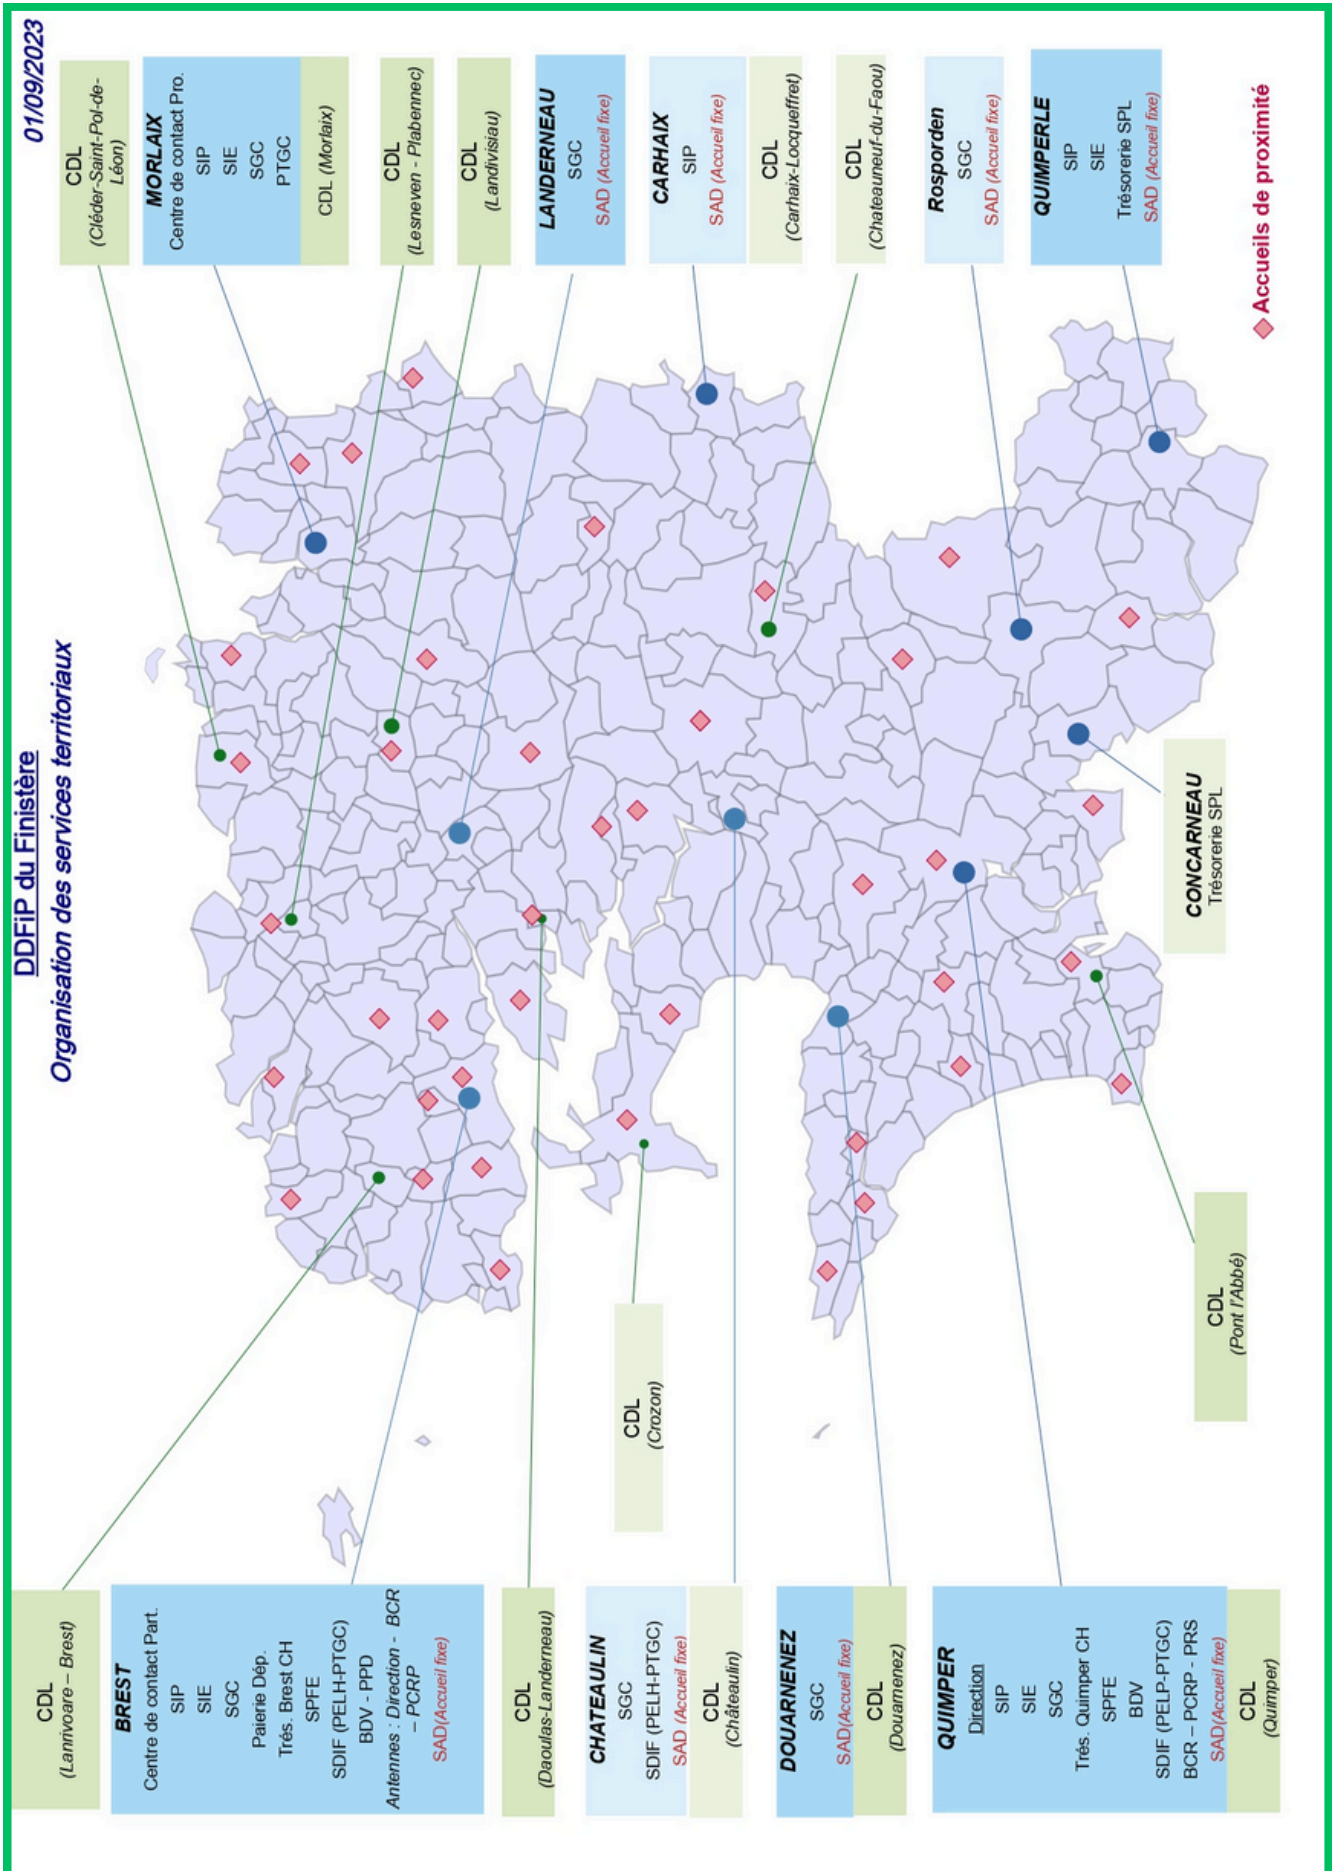 01/09/2023
DDFiP du Finistère
Organisation des services territoriaux
CDL
(Lanrivoare – Brest)
BREST
Centre de contact Part.
SIP
SIE
SGC
Paierie Dép.
Trés. Brest CH
SPFE
SDIF (PELH-PTGC)
BDV - PPD
Antennes : Direction - BCR
– PCRP
SAD(Accueil fixe)
CDL
(Daoulas-Landerneau)
CHATEAULIN
SGC
SDIF (PELH-PTGC)
SAD (Accueil fixe)
CDL
(Châteaulin)
DOUARNENEZ
SGC
SAD(Accueil fixe)
CDL
(Douarnenez)
QUIMPER
Direction
SIP
SIE
SGC
Trés. Quimper CH
SPFE
BDV
SDIF (PELP-PTGC)
BCR – PCRP - PRS
SAD(Accueil fixe)
CDL
(Quimper)
CDL
(Crozon)
CDL
(Pont l'Abbé)
CONCARNEAU
Trésorerie SPL
CDL
(Cléder-Saint-Pol-de-
Léon)
MORLAIX
Centre de contact Pro.
SIP
SIE
SGC
PTGC
CDL (Morlaix)
CDL
(Lesneven - Plabennec)
CDL
(Landivisiau)
LANDERNEAU
SGC
SAD (Accueil fixe)
CARHAIX
SIP
SAD (Accueil fixe)
CDL
(Carhaix-Locqueffret)
CDL
(Chateauneuf-du-Faou)
Rosporden
SGC
SAD (Accueil fixe)
QUIMPERLE
SIP
SIE
Trésorerie SPL
SAD (Accueil fixe)
Accueils de proximité